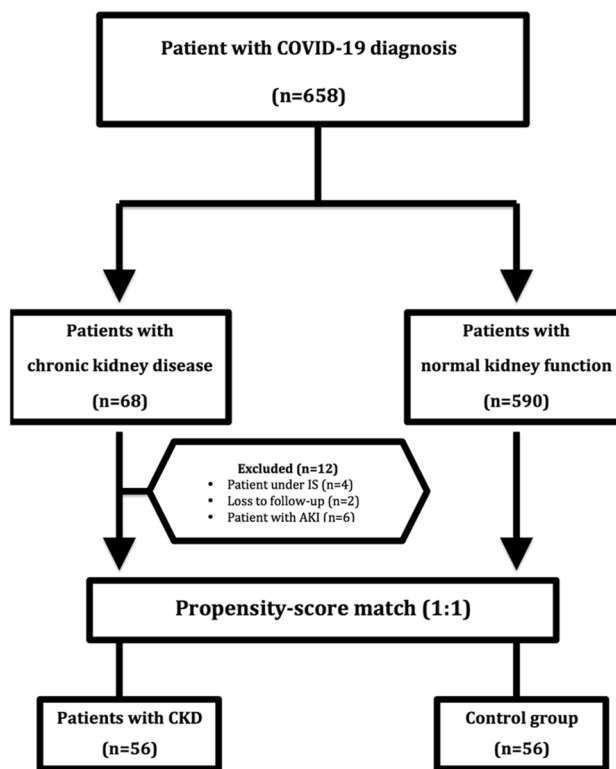 Patient with COVID-19 diagnosis
(n=658)
Patients with
chronic kidney disease
(n=68)
Patients with
normal kidney function
(n=590)
Excluded (n=12)
• Patient under IS (n=4)
• Loss to follow-up (n=2)
• Patient with AKI (n=6)
Propensity-score match (1:1)
Patients with CKD
(n=56)
Control group
(n=56)